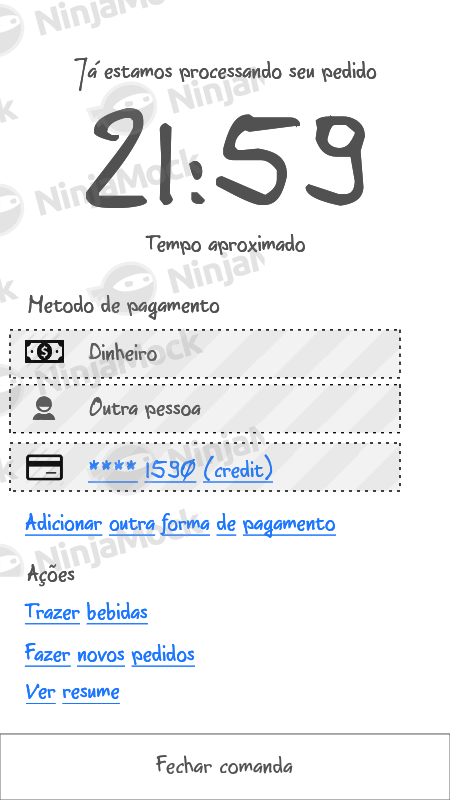 Já estamos processando seu pedido
21:59
Tempo aproximado
Metodo de pagamento
Dinheiro
Outra pessoa
**** 1590 (credit)
Adicionar outra forma de pagamento
Ações
Trazer bebidas
Fazer novos pedidos
Ver resume
Fechar comanda
NinjaMock